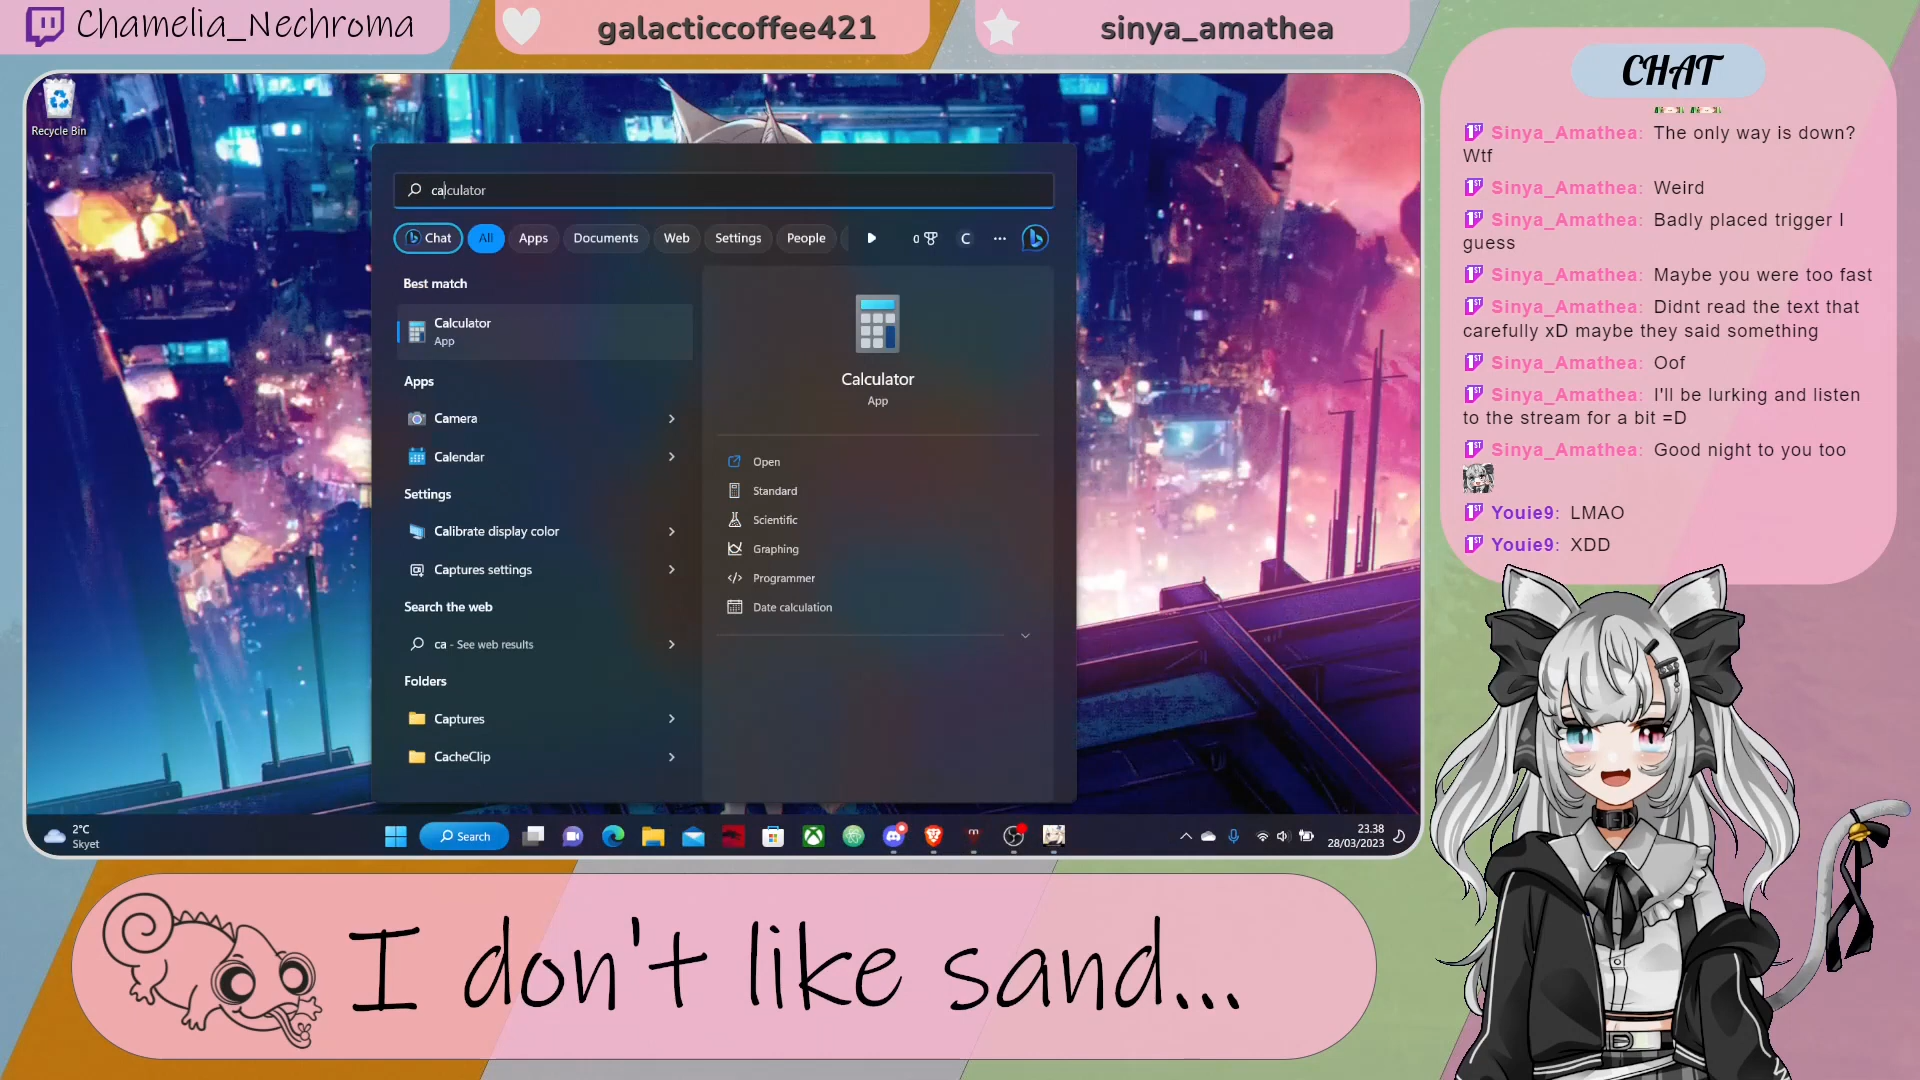 Chamelia_Nechroma
galacticcoffee421
sinya_amathea
CHAT
Sinya_Amathea: The only way is down?
Wtf
Sinya_Amathea: Weird
Sinya_Amathea: Badly placed trigger I
guess
Sinya_Amathea: Maybe you were too fast
Sinya_Amathea: Didnt read the text that
carefully xD maybe they said something
Sinya_Amathea: Oof
Sinya_Amathea: I'll be lurking and listen
to the stream for a bit =D
Sinya_Amathea: Good night to you too
Youie9: LMAO
Youie9: XDD
Recycle Bin
calculator
Chat All Apps Documents Web Settings People 0 C
Best match
Calculator
App
Apps
Camera
Calendar
Settings
Calibrate display color
Captures settings
Search the web
ca - See web results
Folders
Captures
CacheClip
Calculator
App
Open
Standard
Scientific
Graphing
Programmer
Date calculation
2°C
Skyet
Search
23.38
28/03/2023
I don't like sand...